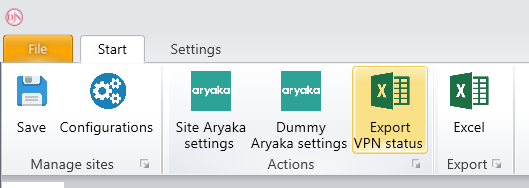 File Start Settings
aryaka aryaka
Save Configurations Site Aryaka Dummy Export Excel
settings Aryaka settings VPN status
Manage sites Actions Export